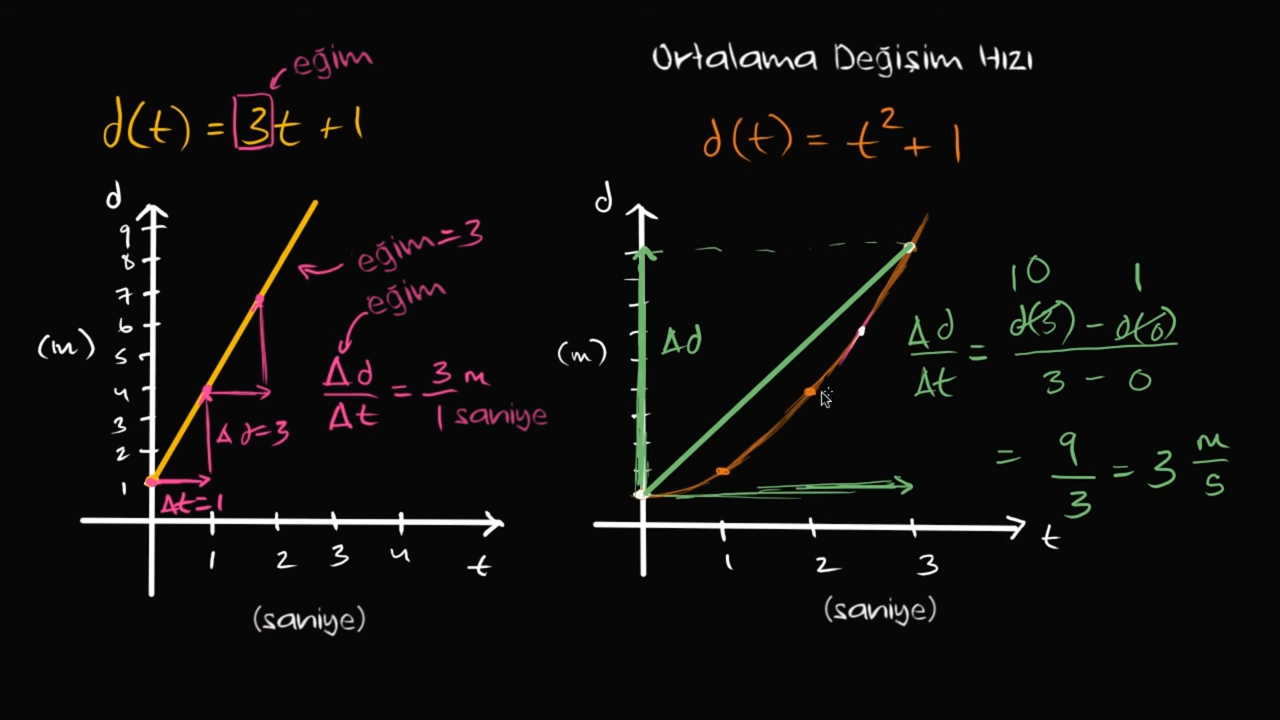 eğim
d(t) = 3t + 1
d
9
8
7
6
5
4
3
2
1
(m)
eğim = 3
eğim
Δd/Δt = 3 m / 1 saniye
Δd=3
Δt=1
1 2 3 4 t
(saniye)
Ortalama Değişim Hızı
d(t) = t² + 1
d
(m)
Δd
10 1
Δd/Δt = d(3) - d(0) / 3 - 0
= 9/3 = 3 m/s
1 2 3 t
(saniye)